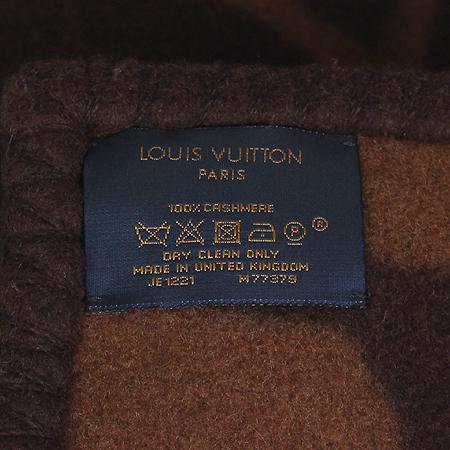 LOUIS VUITTON
PARIS
100% CASHMERE
P ®
DRY CLEAN ONLY
MADE IN UNITED KINGDOM
JE1221 M77379